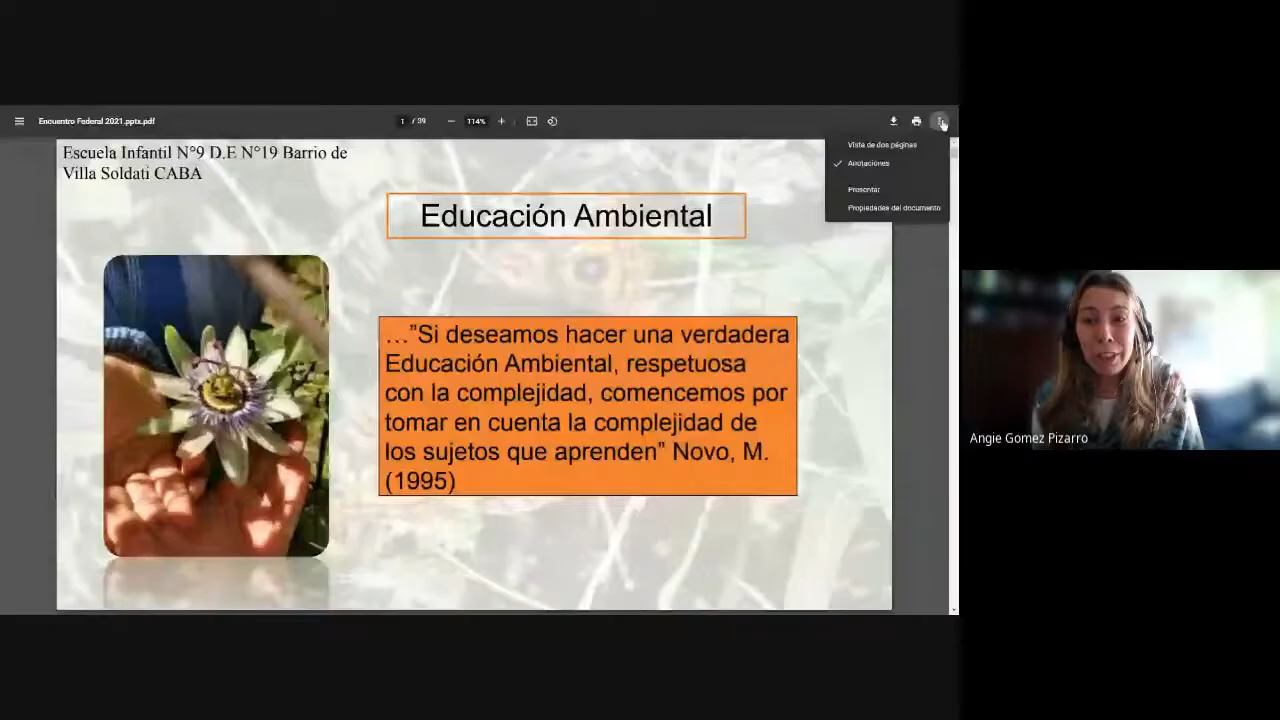 Encuentro Federal 2021.pptx.pdf
1 / 39
114%
Vista de dos páginas
Anotaciones
Presentar
Propiedades del documento
Escuela Infantil N°9 D.E N°19 Barrio de
Villa Soldati CABA
Educación Ambiental
…”Si deseamos hacer una verdadera
Educación Ambiental, respetuosa
con la complejidad, comencemos por
tomar en cuenta la complejidad de
los sujetos que aprenden” Novo, M.
(1995)
Angie Gomez Pizarro